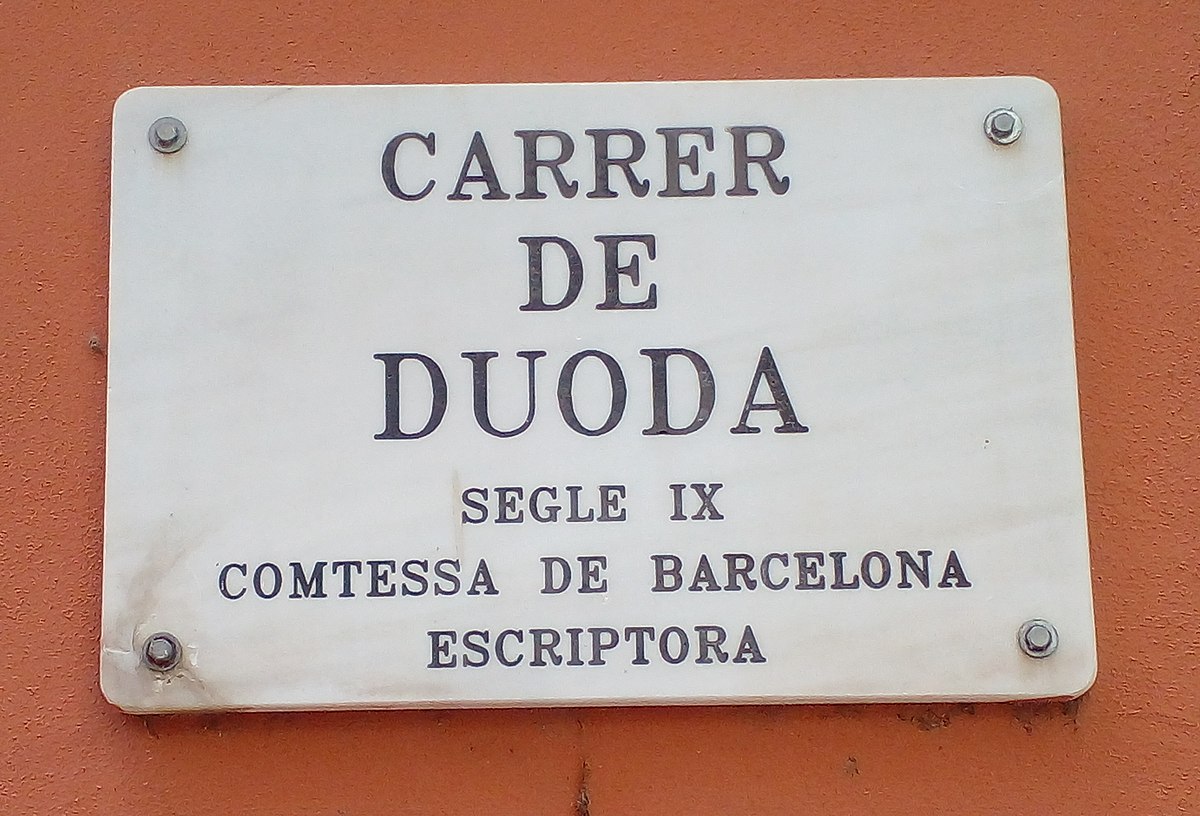 CARRER
DE
DUODA
SEGLE IX
COMTESSA DE BARCELONA
ESCRIPTORA